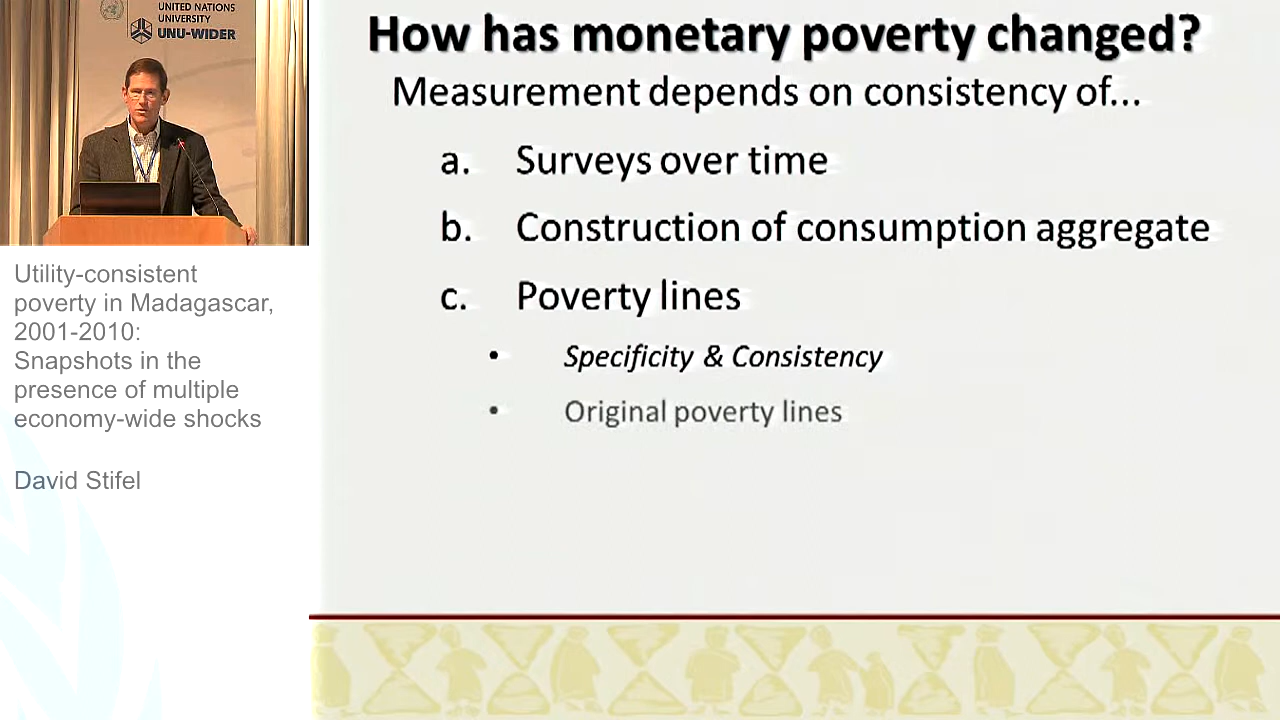 UNITED NATIONS
UNIVERSITY
UNU-WIDER
How has monetary poverty changed?
Measurement depends on consistency of...
a. Surveys over time
b. Construction of consumption aggregate
c. Poverty lines
• Specificity & Consistency
• Original poverty lines
Utility-consistent
poverty in Madagascar,
2001-2010:
Snapshots in the
presence of multiple
economy-wide shocks
David Stifel